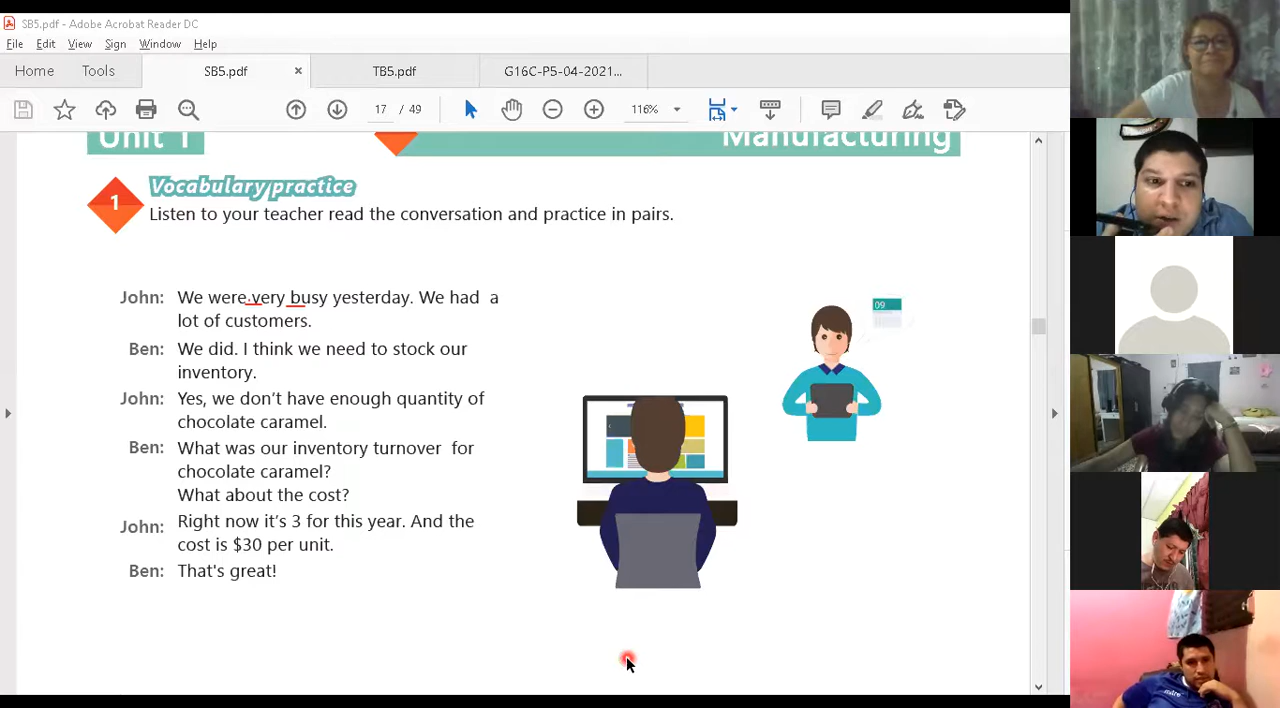 SB5.pdf - Adobe Acrobat Reader DC
File Edit View Sign Window Help
Home Tools SB5.pdf × TB5.pdf G16C-P5-04-2021...
17 / 49 116%
Unit 1 Manufacturing
1 Vocabulary practice
Listen to your teacher read the conversation and practice in pairs.
John: We were very busy yesterday. We had a
lot of customers.
Ben: We did. I think we need to stock our
inventory.
John: Yes, we don't have enough quantity of
chocolate caramel.
Ben: What was our inventory turnover for
chocolate caramel?
What about the cost?
John: Right now it's 3 for this year. And the
cost is $30 per unit.
Ben: That's great!
09